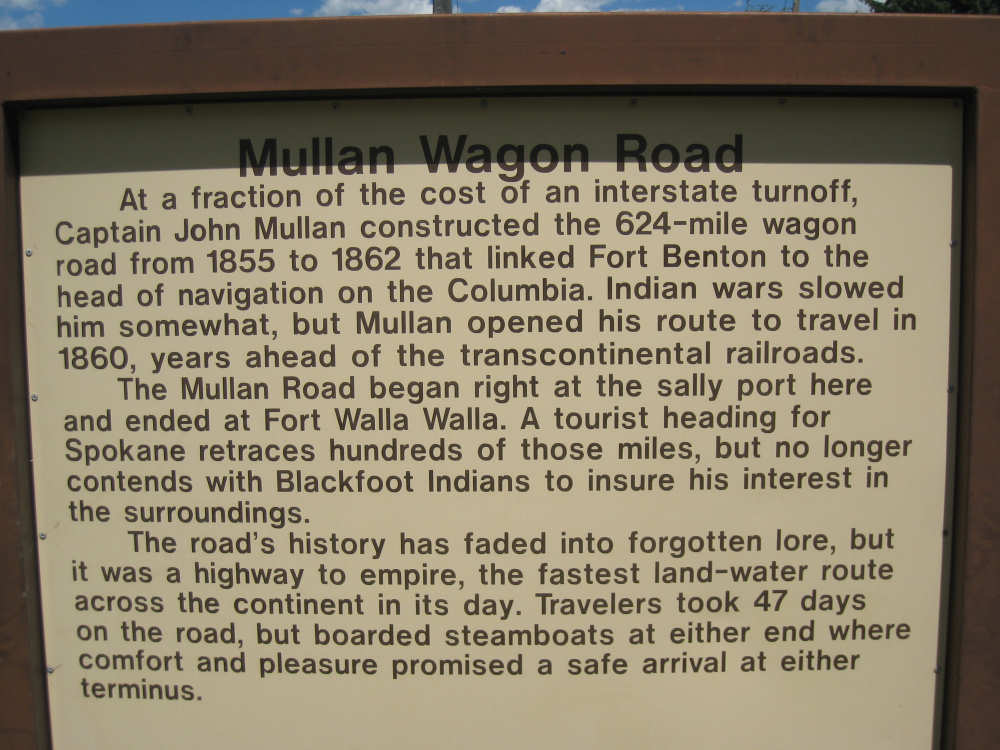 Mullan Wagon Road
At a fraction of the cost of an interstate turnoff,
Captain John Mullan constructed the 624-mile wagon
road from 1855 to 1862 that linked Fort Benton to the
head of navigation on the Columbia. Indian wars slowed
him somewhat, but Mullan opened his route to travel in
1860, years ahead of the transcontinental railroads.
The Mullan Road began right at the sally port here
and ended at Fort Walla Walla. A tourist heading for
Spokane retraces hundreds of those miles, but no longer
contends with Blackfoot Indians to insure his interest in
the surroundings.
The road's history has faded into forgotten lore, but
it was a highway to empire, the fastest land-water route
across the continent in its day. Travelers took 47 days
on the road, but boarded steamboats at either end where
comfort and pleasure promised a safe arrival at either
terminus.